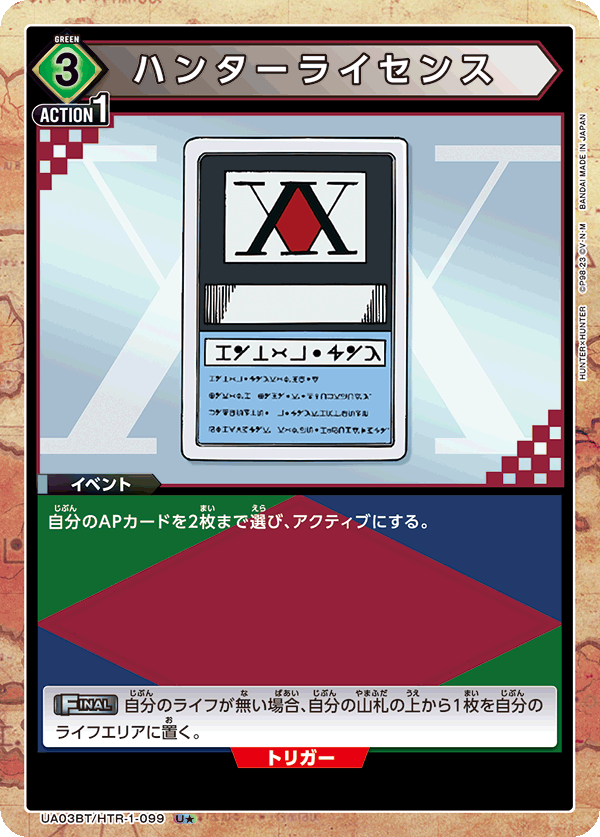 GREEN
3
ハンターライセンス
ACTION 1
イベント
自分のAPカードを2枚まで選び、アクティブにする。
FINAL 自分のライフが無い場合、自分の山札の上から1枚を自分の
ライフエリアに置く。
トリガー
UA03BT/HTR-1-099 U★
HUNTER×HUNTER ©P98-23 ©V・N・M BANDAI MADE IN JAPAN